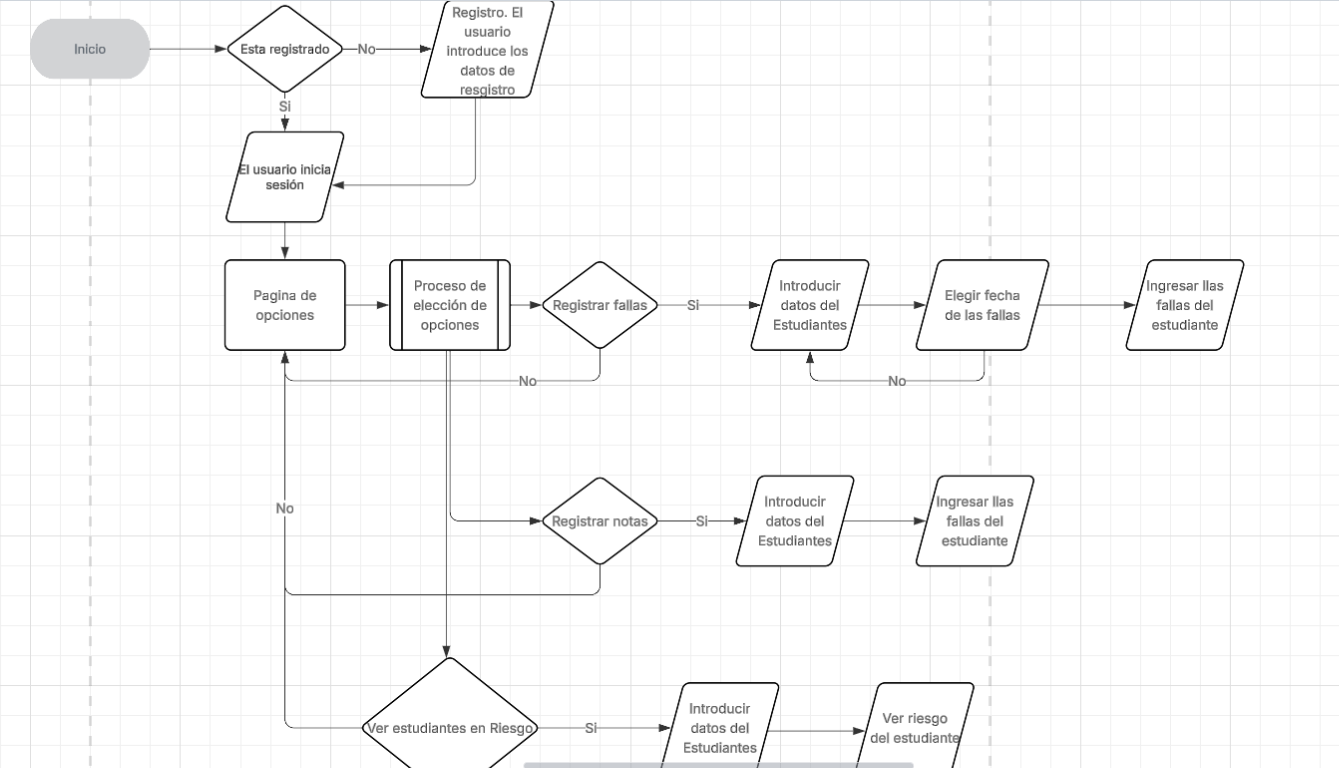 Inicio
Esta registrado
No
Registro. El
usuario
introduce los
datos de
resgistro
Si
El usuario inicia
sesión
Pagina de
opciones
Proceso de
elección de
opciones
Registrar fallas
Si
Introducir
datos del
Estudiantes
Elegir fecha
de las fallas
Ingresar llas
fallas del
estudiante
No
No
No
Registrar notas
Si
Introducir
datos del
Estudiantes
Ingresar llas
fallas del
estudiante
Ver estudiantes en Riesgo
Si
Introducir
datos del
Estudiantes
Ver riesgo
del estudiante